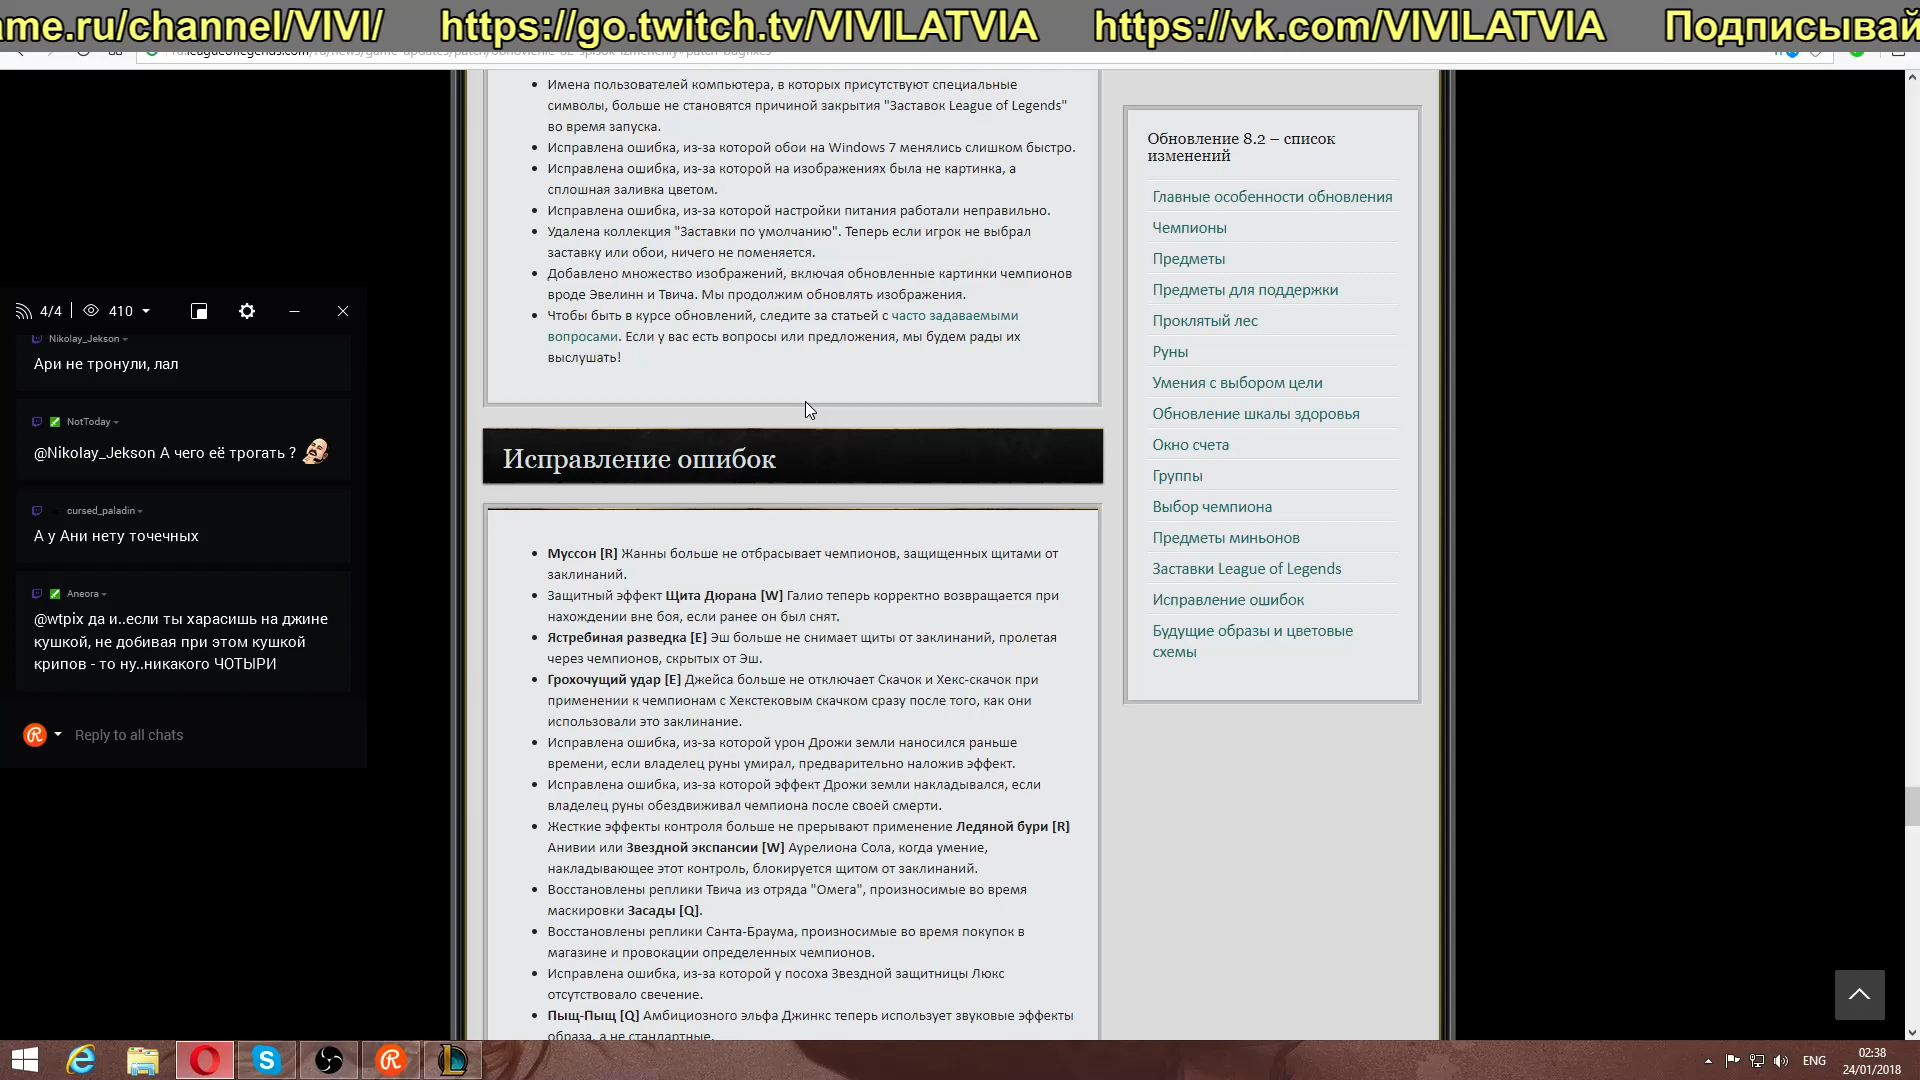 ame.ru/channel/VIVI/ https://go.twitch.tv/VIVILATVIA https://vk.com/VIVILATVIA Подписывай
Имена пользователей компьютера, в которых присутствуют специальные
символы, больше не становятся причиной закрытия "Заставок League of Legends"
во время запуска.
Исправлена ошибка, из-за которой обои на Windows 7 менялись слишком быстро.
Исправлена ошибка, из-за которой на изображениях была не картинка, а
сплошная заливка цветом.
Исправлена ошибка, из-за которой настройки питания работали неправильно.
Удалена коллекция "Заставки по умолчанию". Теперь если игрок не выбрал
заставку или обои, ничего не поменяется.
Добавлено множество изображений, включая обновленные картинки чемпионов
вроде Эвелинн и Твича. Мы продолжим обновлять изображения.
Чтобы быть в курсе обновлений, следите за статьей с часто задаваемыми
вопросами. Если у вас есть вопросы или предложения, мы будем рады их
выслушать!
Исправление ошибок
Муссон [R] Жанны больше не отбрасывает чемпионов, защищенных щитами от
заклинаний.
Защитный эффект Щита Дюрана [W] Галио теперь корректно возвращается при
нахождении вне боя, если ранее он был снят.
Ястребиная разведка [E] Эш больше не снимает щиты от заклинаний, пролетая
через чемпионов, скрытых от Эш.
Грохочущий удар [E] Джейса больше не отключает Скачок и Хекс-скачок при
применении к чемпионам с Хекстековым скачком сразу после того, как они
использовали это заклинание.
Исправлена ошибка, из-за которой урон Дрожи земли наносился раньше
времени, если владелец руны умирал, предварительно наложив эффект.
Исправлена ошибка, из-за которой эффект Дрожи земли накладывался, если
владелец руны обездвиживал чемпиона после своей смерти.
Жесткие эффекты контроля больше не прерывают применение Ледяной бури [R]
Анивии или Звездной экспансии [W] Аурелиона Сола, когда умение,
накладывающее этот контроль, блокируется щитом от заклинаний.
Восстановлены реплики Твича из отряда "Омега", произносимые во время
маскировки Засады [Q].
Восстановлены реплики Санта-Браума, произносимые во время покупок в
магазине и провокации определенных чемпионов.
Исправлена ошибка, из-за которой у посоха Звездной защитницы Люкс
отсутствовало свечение.
Пыщ-Пыщ [Q] Амбициозного эльфа Джинкс теперь использует звуковые эффекты
образа, а не стандартные.
Обновление 8.2 – список
изменений
Главные особенности обновления
Чемпионы
Предметы
Предметы для поддержки
Проклятый лес
Руны
Умения с выбором цели
Обновление шкалы здоровья
Окно счета
Группы
Выбор чемпиона
Предметы миньонов
Заставки League of Legends
Исправление ошибок
Будущие образы и цветовые
схемы
4/4 410
Nikolay_Jekson
Ари не тронули, лал
NotToday
@Nikolay_Jekson А чего её трогать ?
cursed_paladin
А у Ани нету точечных
Aneora
@wtpix да и..если ты харасишь на джине
кушкой, не добивая при этом кушкой
крипов - то ну..никакого ЧОТЫРИ
Reply to all chats
ENG
02:38
24/01/2018